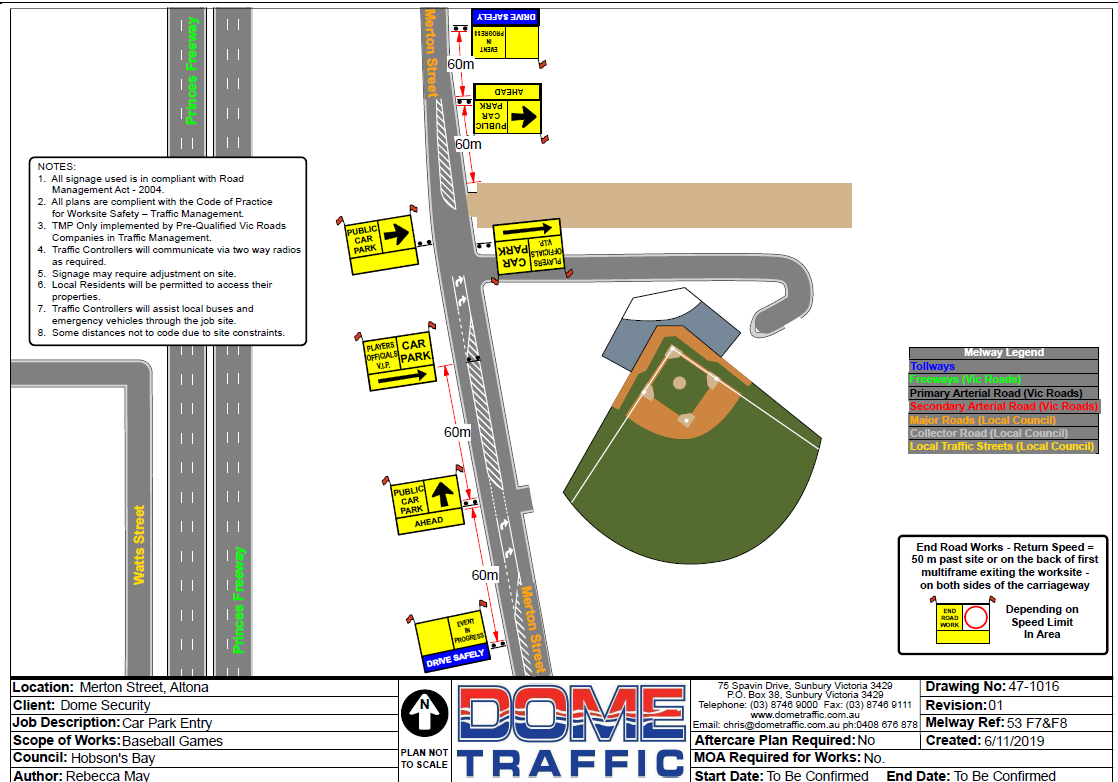 DRIVE SAFELY
EVENT
IN
PROGRESS
Merton Street
Princes Freeway
60m
AHEAD
PUBLIC
CAR
PARK
60m
NOTES:
1. All signage used is in compliant with Road
Management Act - 2004.
2. All plans are compliant with the Code of Practice
for Worksite Safety – Traffic Management.
3. TMP Only implemented by Pre-Qualified Vic Roads
Companies in Traffic Management.
4. Traffic Controllers will communicate via two way radios
as required.
5. Signage may require adjustment on site.
6. Local Residents will be permitted to access their
properties.
7. Traffic Controllers will assist local buses and
emergency vehicles through the job site.
8. Some distances not to code due to site constraints.
PUBLIC
CAR
PARK
PLAYERS
OFFICIALS
V.I.P.
CAR
PARK
PLAYERS
OFFICIALS
V.I.P.
CAR
PARK
Melway Legend
Tollways
Freeways (Vic Roads)
Primary Arterial Road (Vic Roads)
Secondary Arterial Road (Vic Roads)
Major Roads (Local Council)
Collector Road (Local Council)
Local Traffic Streets (Local Council)
60m
PUBLIC
CAR
PARK
AHEAD
Watts Street
Princes Freeway
60m
Merton Street
EVENT
IN
PROGRESS
DRIVE SAFELY
End Road Works - Return Speed =
50 m past site or on the back of first
multiframe exiting the worksite -
on both sides of the carriageway
END
ROAD
WORK
Depending on
Speed Limit
In Area
Location: Merton Street, Altona
Client: Dome Security
Job Description: Car Park Entry
Scope of Works: Baseball Games
Council: Hobson's Bay
Author: Rebecca May
N
PLAN NOT
TO SCALE
DOME
TRAFFIC
75 Spavin Drive, Sunbury Victoria 3429
P.O. Box 38, Sunbury Victoria 3429
Telephone: (03) 8746 9000 Fax: (03) 8746 9111
www.dometraffic.com.au
Email: chris@dometraffic.com.au ph:0408 676 878
Aftercare Plan Required: No
MOA Required for Works: No.
Start Date: To Be Confirmed End Date: To Be Confirmed
Drawing No: 47-1016
Revision: 01
Melway Ref: 53 F7&F8
Created: 6/11/2019